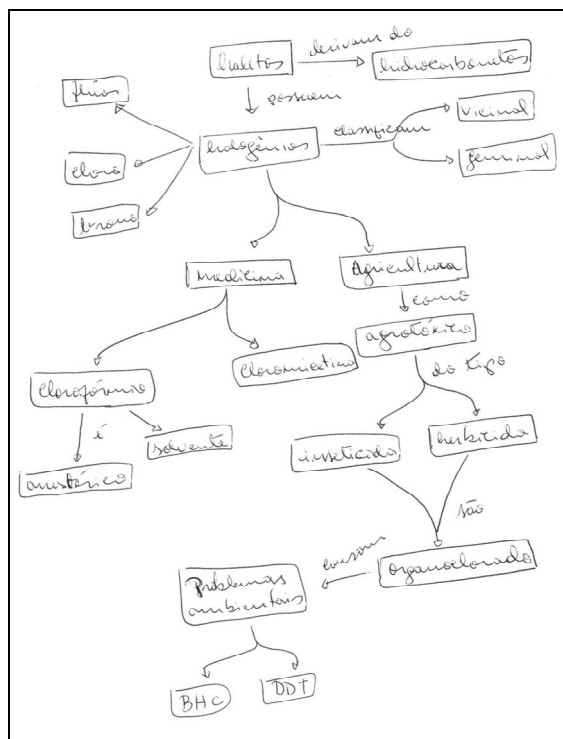 haletos
derivam do
hidrocarbonetos
possuem
flúor
cloro
bromo
halogênios
classificam
vicinal
geminal
medicina
Agricultura
como
agrotóxico
do tipo
clorofórmio
cloromicetina
é
solvente
anestésico
inseticida
herbicida
são
organoclorado
causam
Problemas
ambientais
BHC
DDT